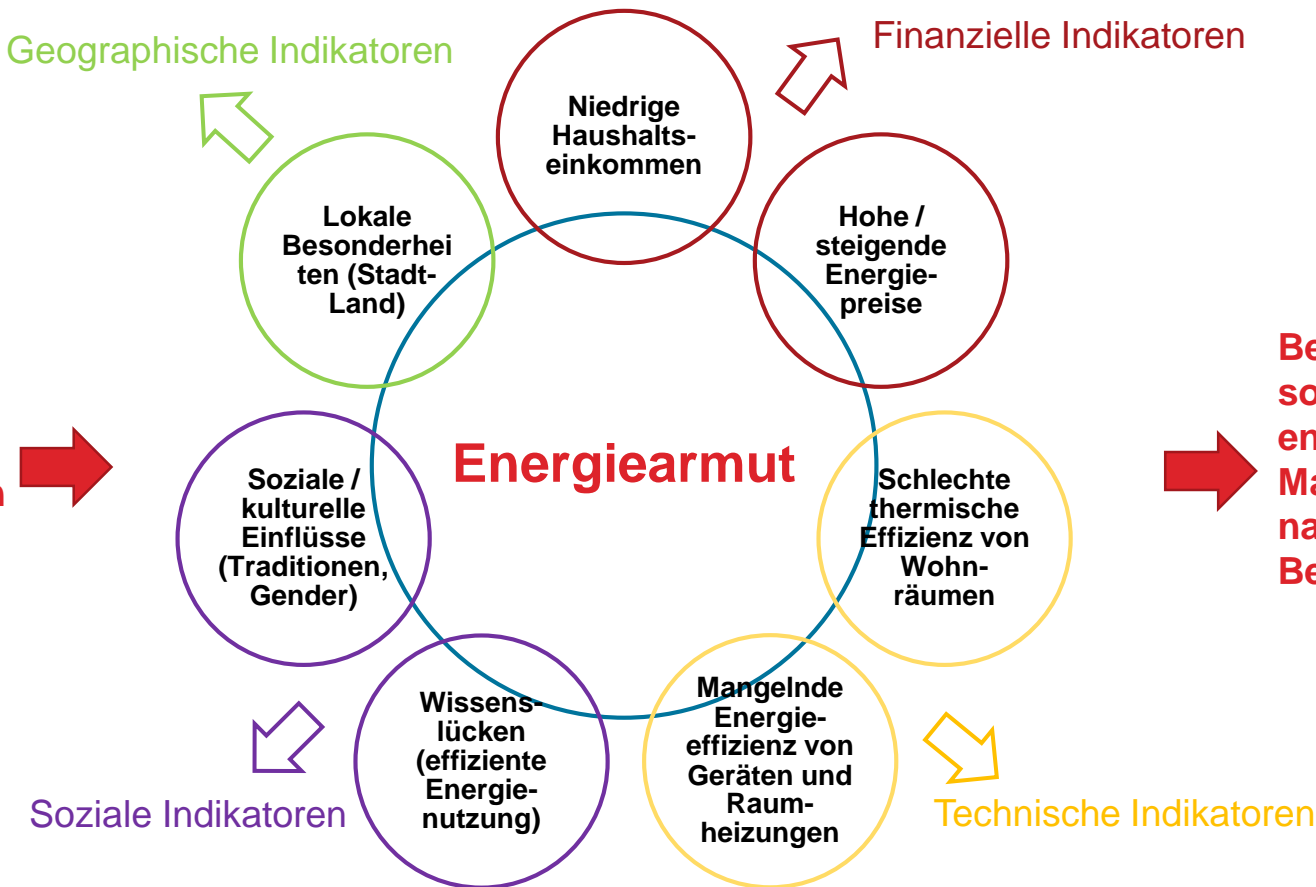 Geographische Indikatoren
Finanzielle Indikatoren
Niedrige
Haushalts-
einkommen
Lokale
Besonderhei
ten (Stadt-
Land)
Hohe /
steigende
Energie-
preise
Energiearmut
Soziale /
kulturelle
Einflüsse
(Traditionen,
Gender)
Schlechte
thermische
Effizienz von
Wohn-
räumen
Wissens-
lücken
(effiziente
Energie-
nutzung)
Mangelnde
Energie-
effizienz von
Geräten und
Raum-
heizungen
Soziale Indikatoren
Technische Indikatoren